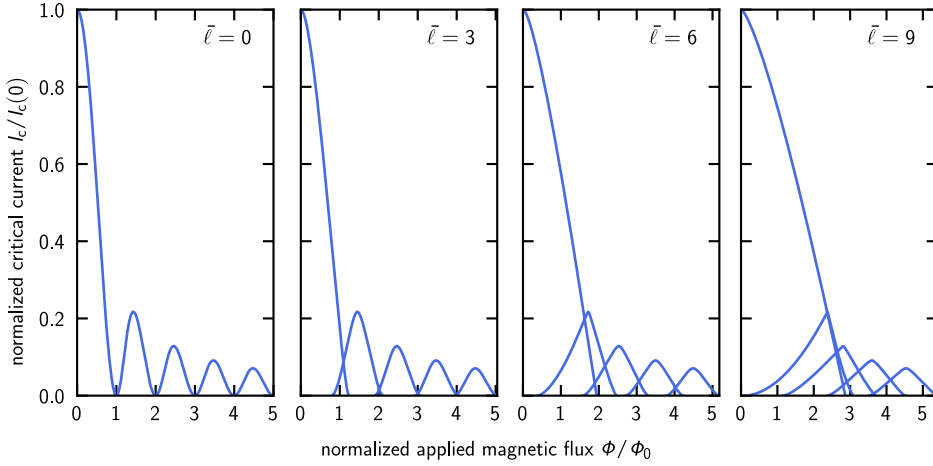 normalized critical current I_c/I_c(0)
1.0
0.8
0.6
0.4
0.2
0.0
ℓ̄ = 0
0 1 2 3 4 5
ℓ̄ = 3
0 1 2 3 4 5
ℓ̄ = 6
0 1 2 3 4 5
ℓ̄ = 9
0 1 2 3 4 5
normalized applied magnetic flux Φ/Φ₀